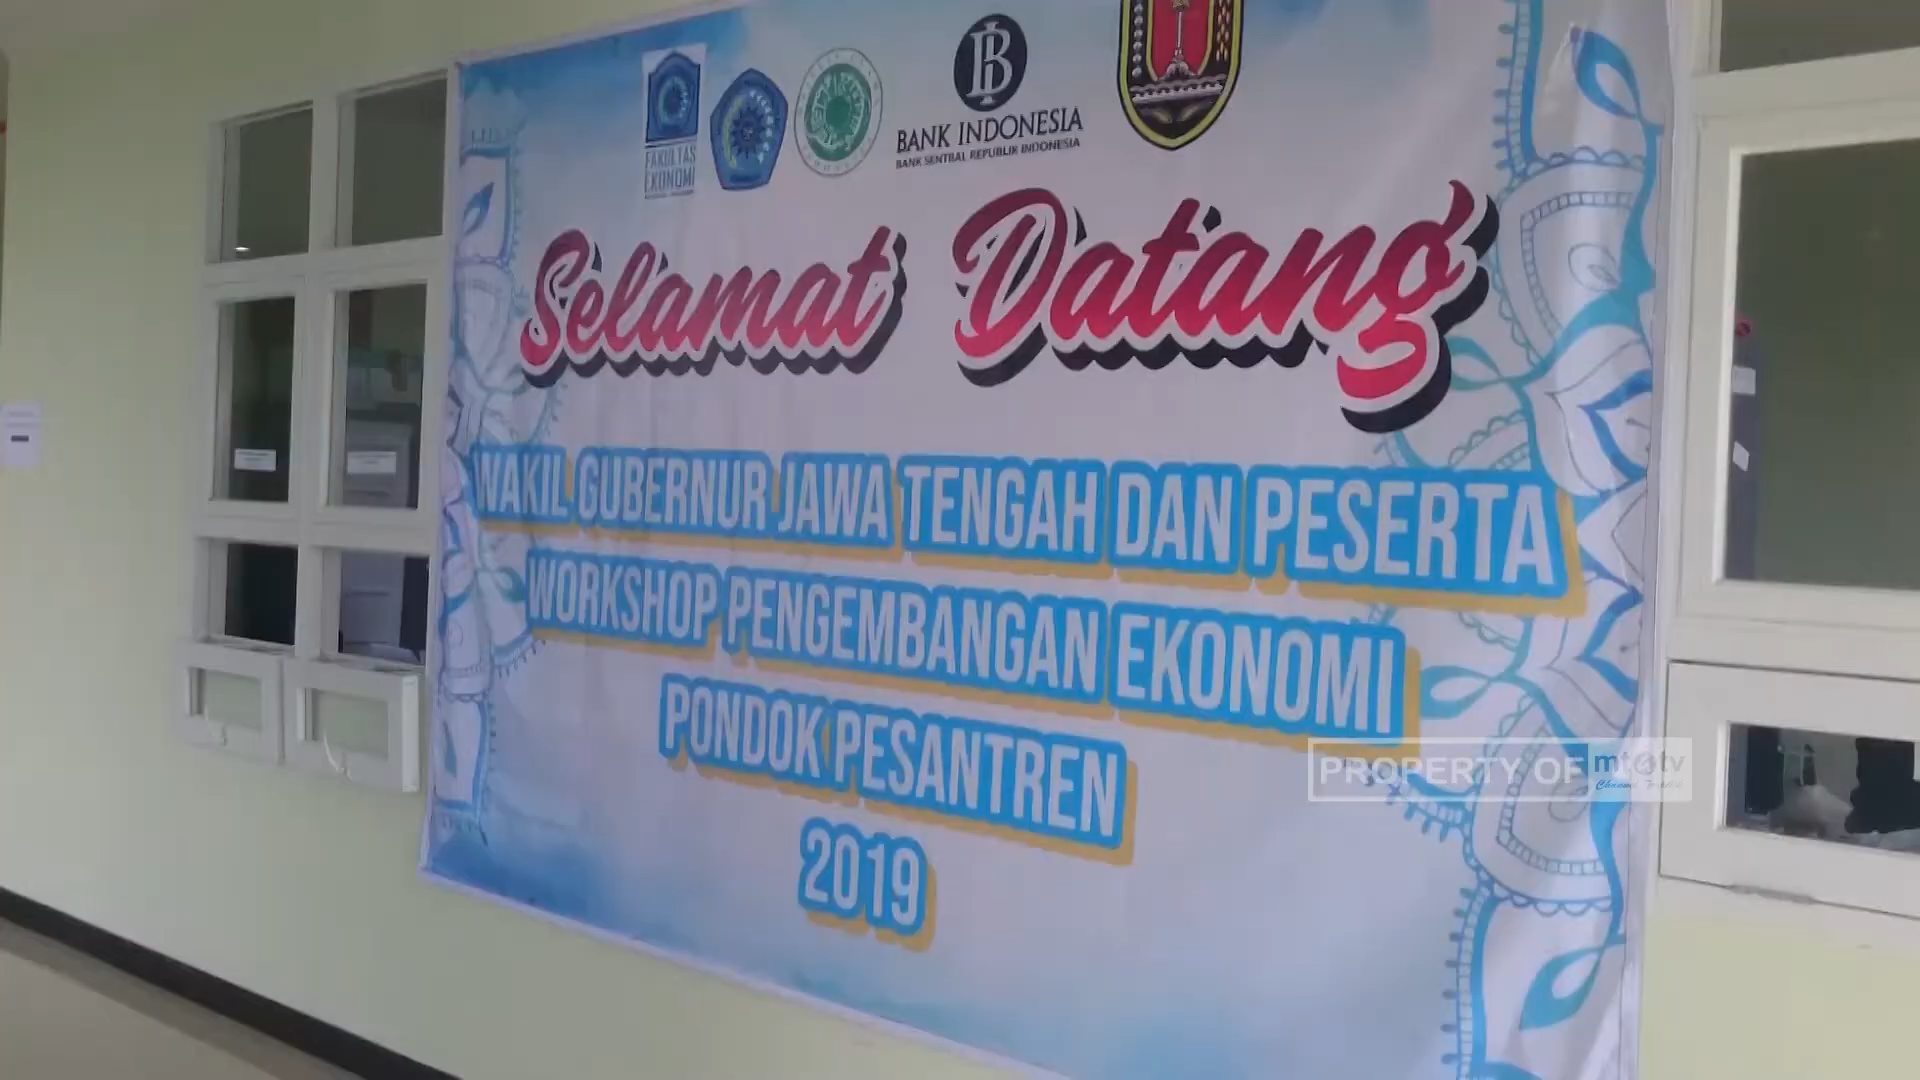 FAKULTAS
EKONOMI
BANK INDONESIA
BANK SENTRAL REPUBLIK INDONESIA
Selamat Datang
WAKIL GUBERNUR JAWA TENGAH DAN PESERTA
WORKSHOP PENGEMBANGAN EKONOMI
PONDOK PESANTREN
2019
PROPERTY OF mtatv